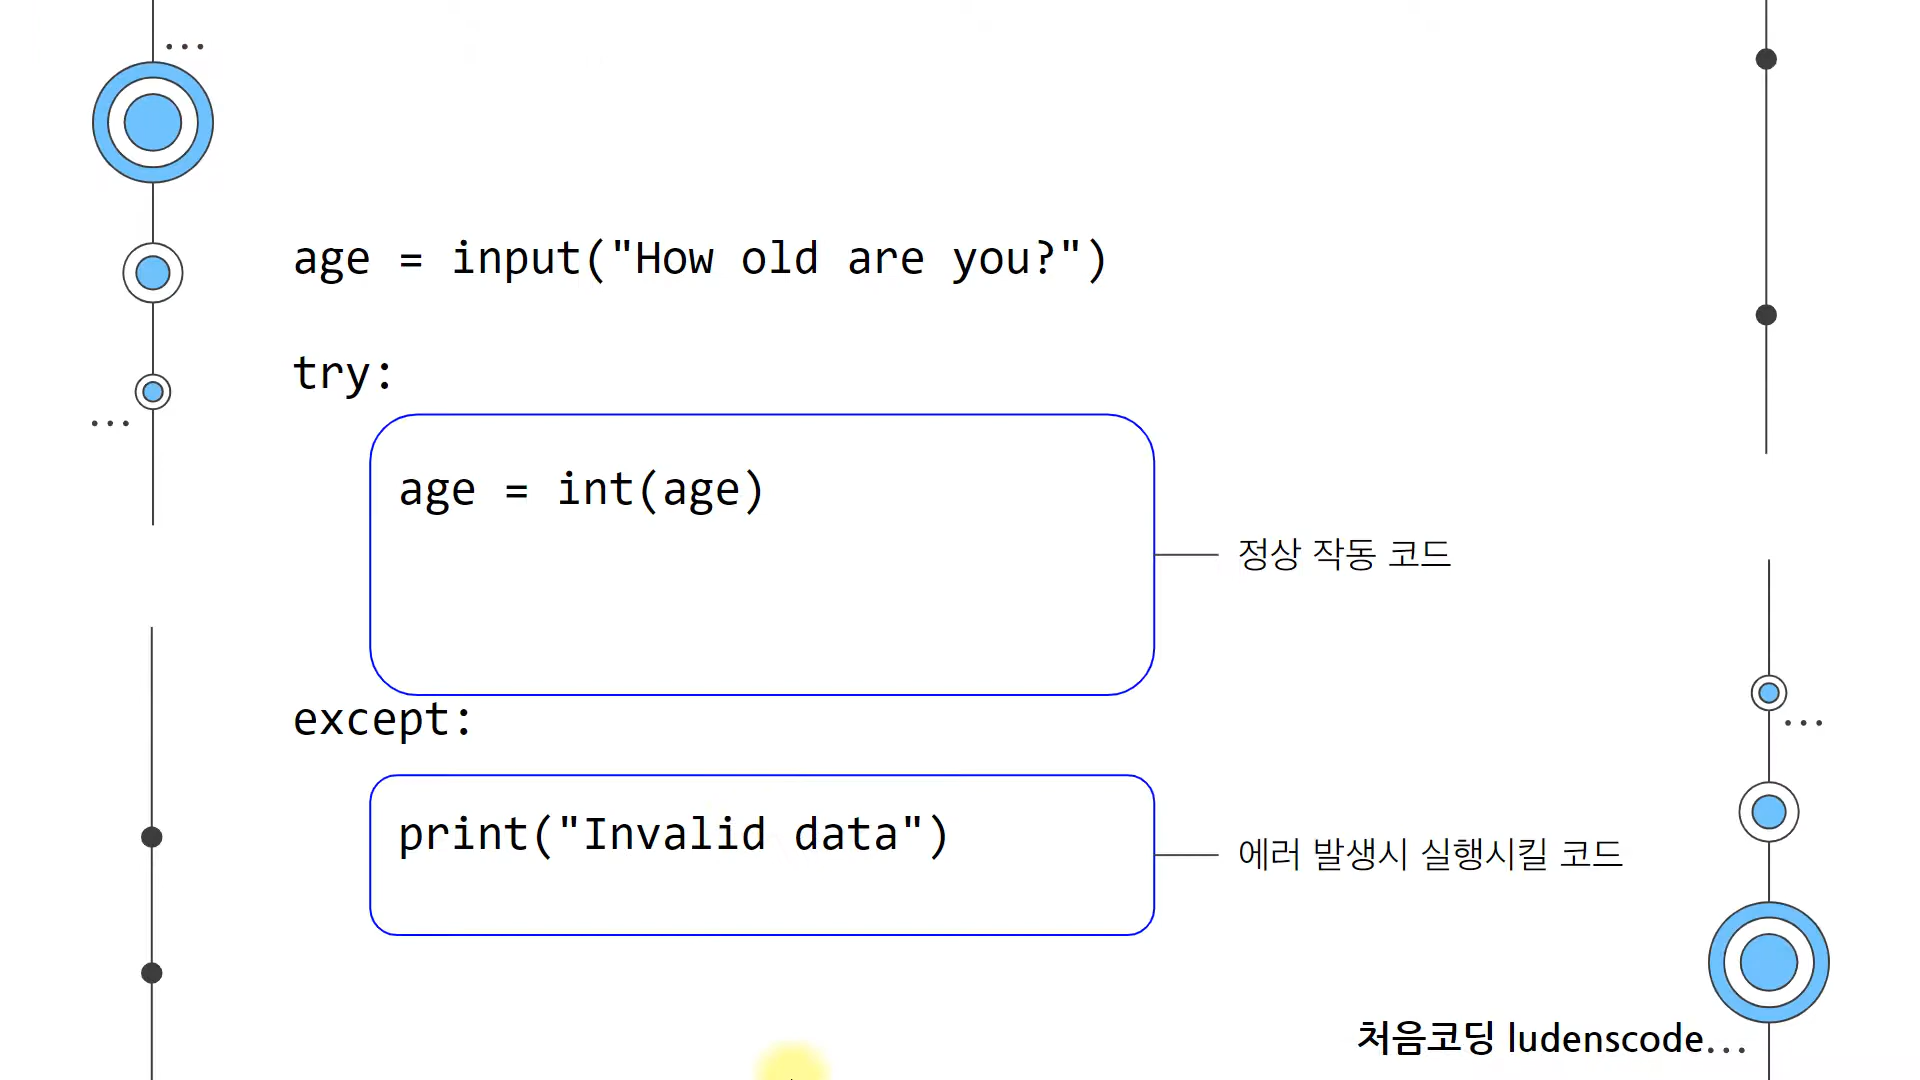 age = input("How old are you?")
try:
age = int(age)
정상 작동 코드
except:
print("Invalid data")
에러 발생시 실행시킬 코드
처음코딩 ludenscode